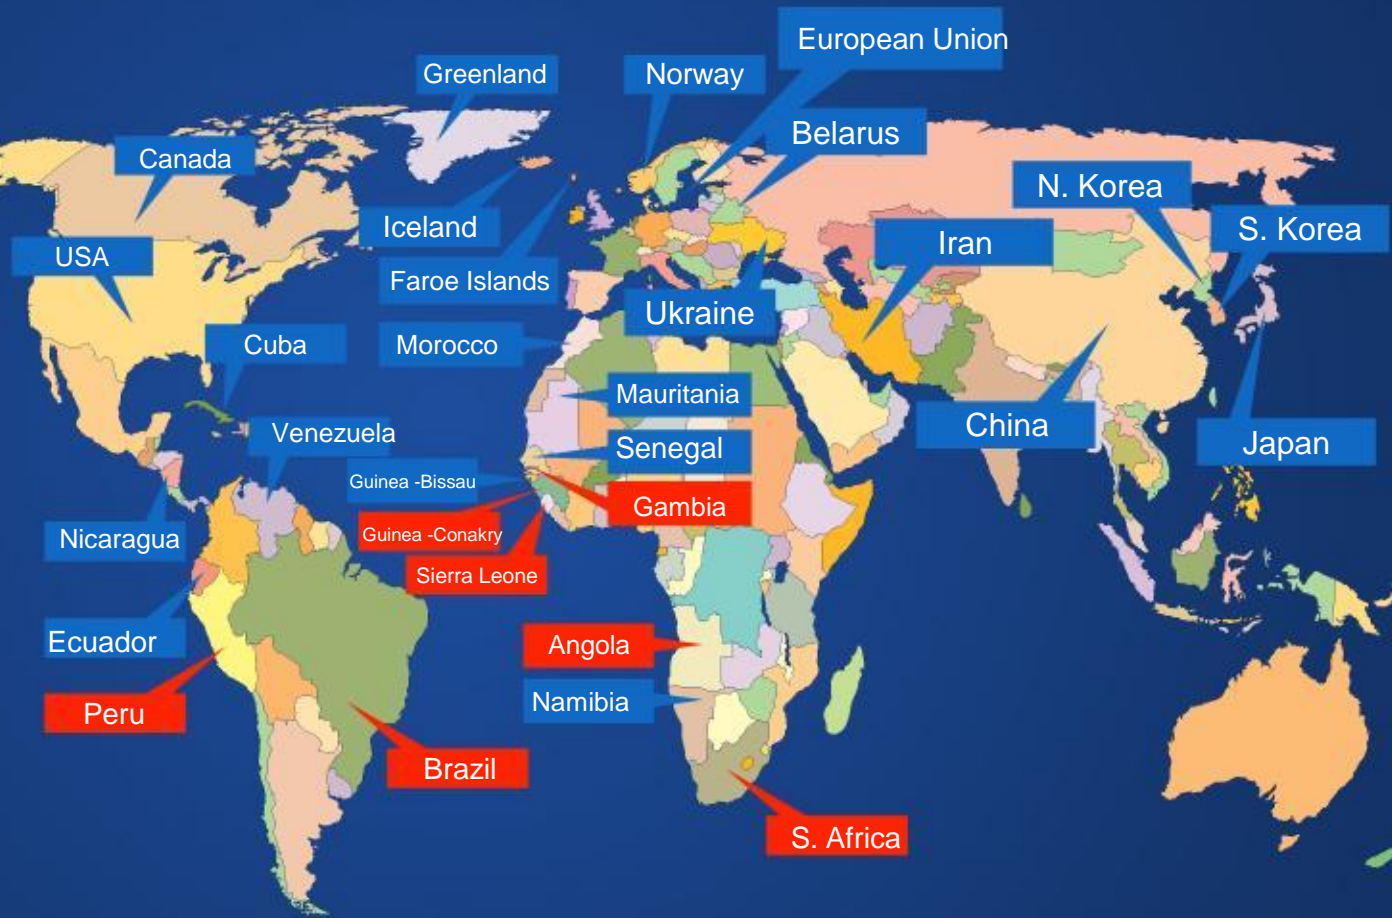 European Union
Greenland
Norway
Belarus
Canada
N. Korea
Iceland
S. Korea
Iran
USA
Faroe Islands
Ukraine
Cuba
Morocco
Mauritania
China
Venezuela
Senegal
Japan
Guinea -Bissau
Gambia
Nicaragua
Guinea -Conakry
Sierra Leone
Ecuador
Angola
Namibia
Peru
Brazil
S. Africa